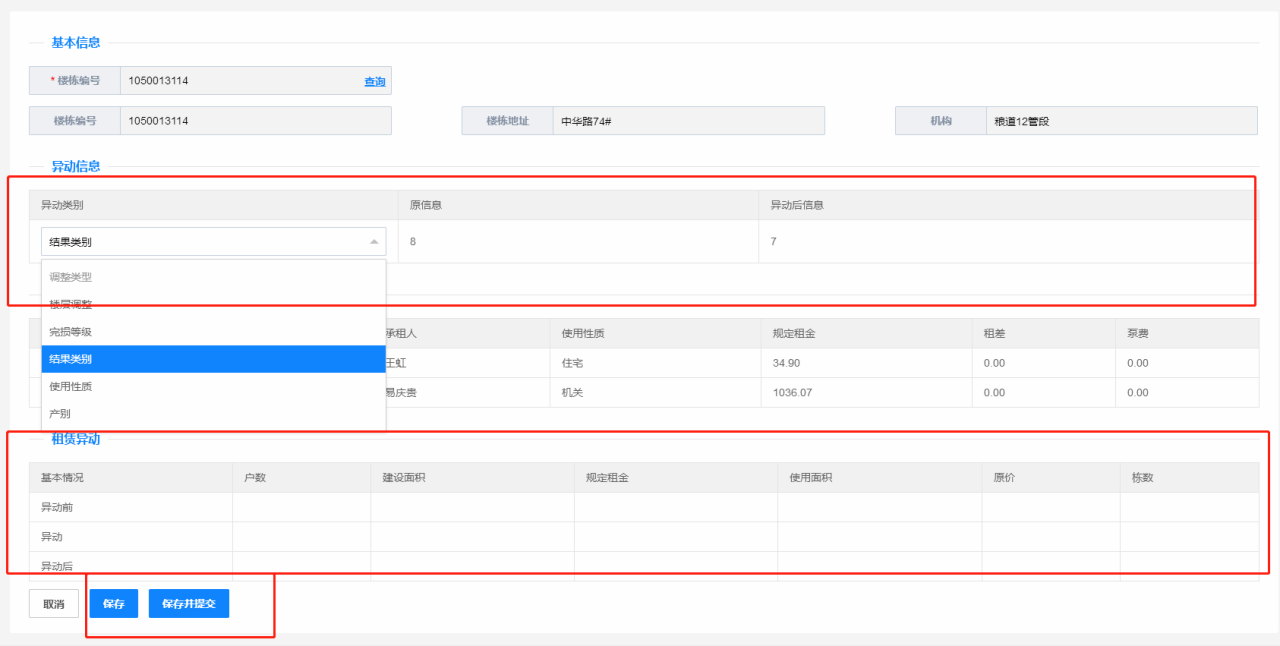 基本信息
* 楼栋编号 1050013114 查询
楼栋编号 1050013114 楼栋地址 中华路74# 机构 粮道12管段
异动信息
异动类别 原信息 异动后信息
结果类别 8 7
调整类型
楼层调整
完损等级
结果类别
使用性质
产别
承租人 使用性质 规定租金 租差 泵费
王虹 住宅 34.90 0.00 0.00
易庆贵 机关 1036.07 0.00 0.00
租赁异动
基本情况 户数 建设面积 规定租金 使用面积 原价 栋数
异动前
异动
异动后
取消 保存 保存并提交